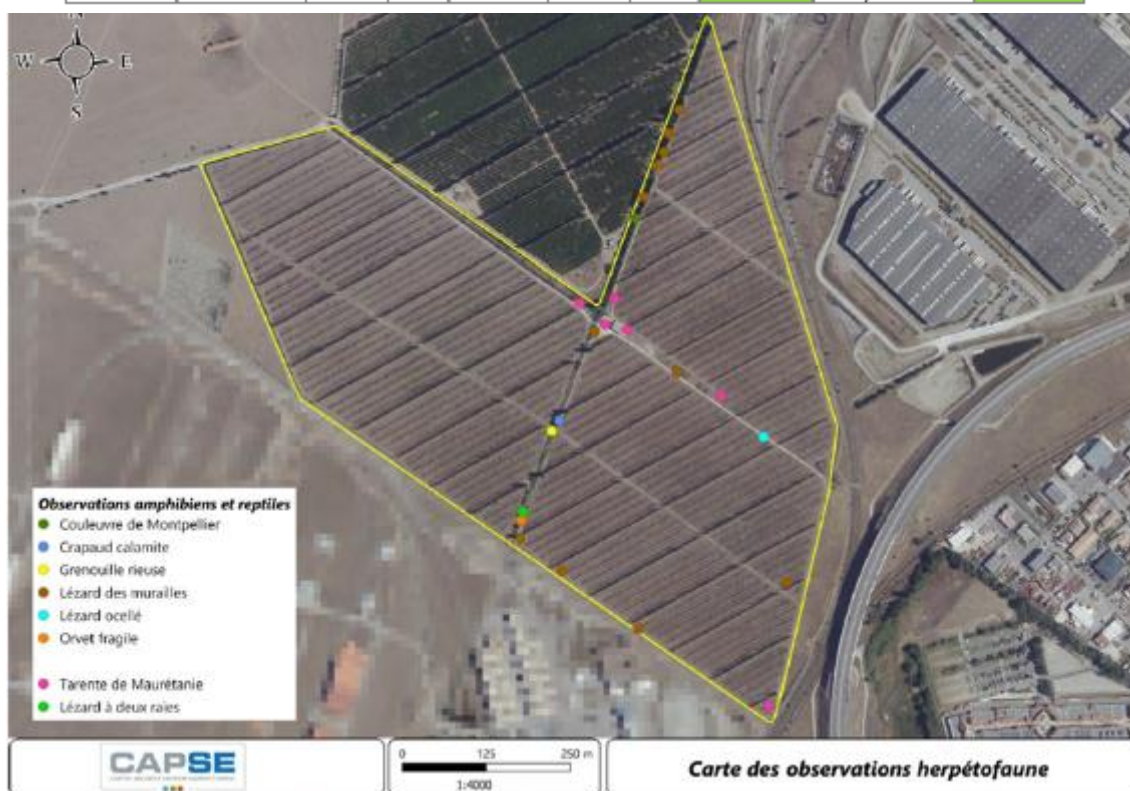 N
W E
S
Observations amphibiens et reptiles
Couleuvre de Montpellier
Crapaud calamite
Grenouille rieuse
Lézard des murailles
Lézard ocellé
Orvet fragile
Tarente de Maurétanie
Lézard à deux raies
CAPSE
0 125 250 m
1:4000
Carte des observations herpétofaune